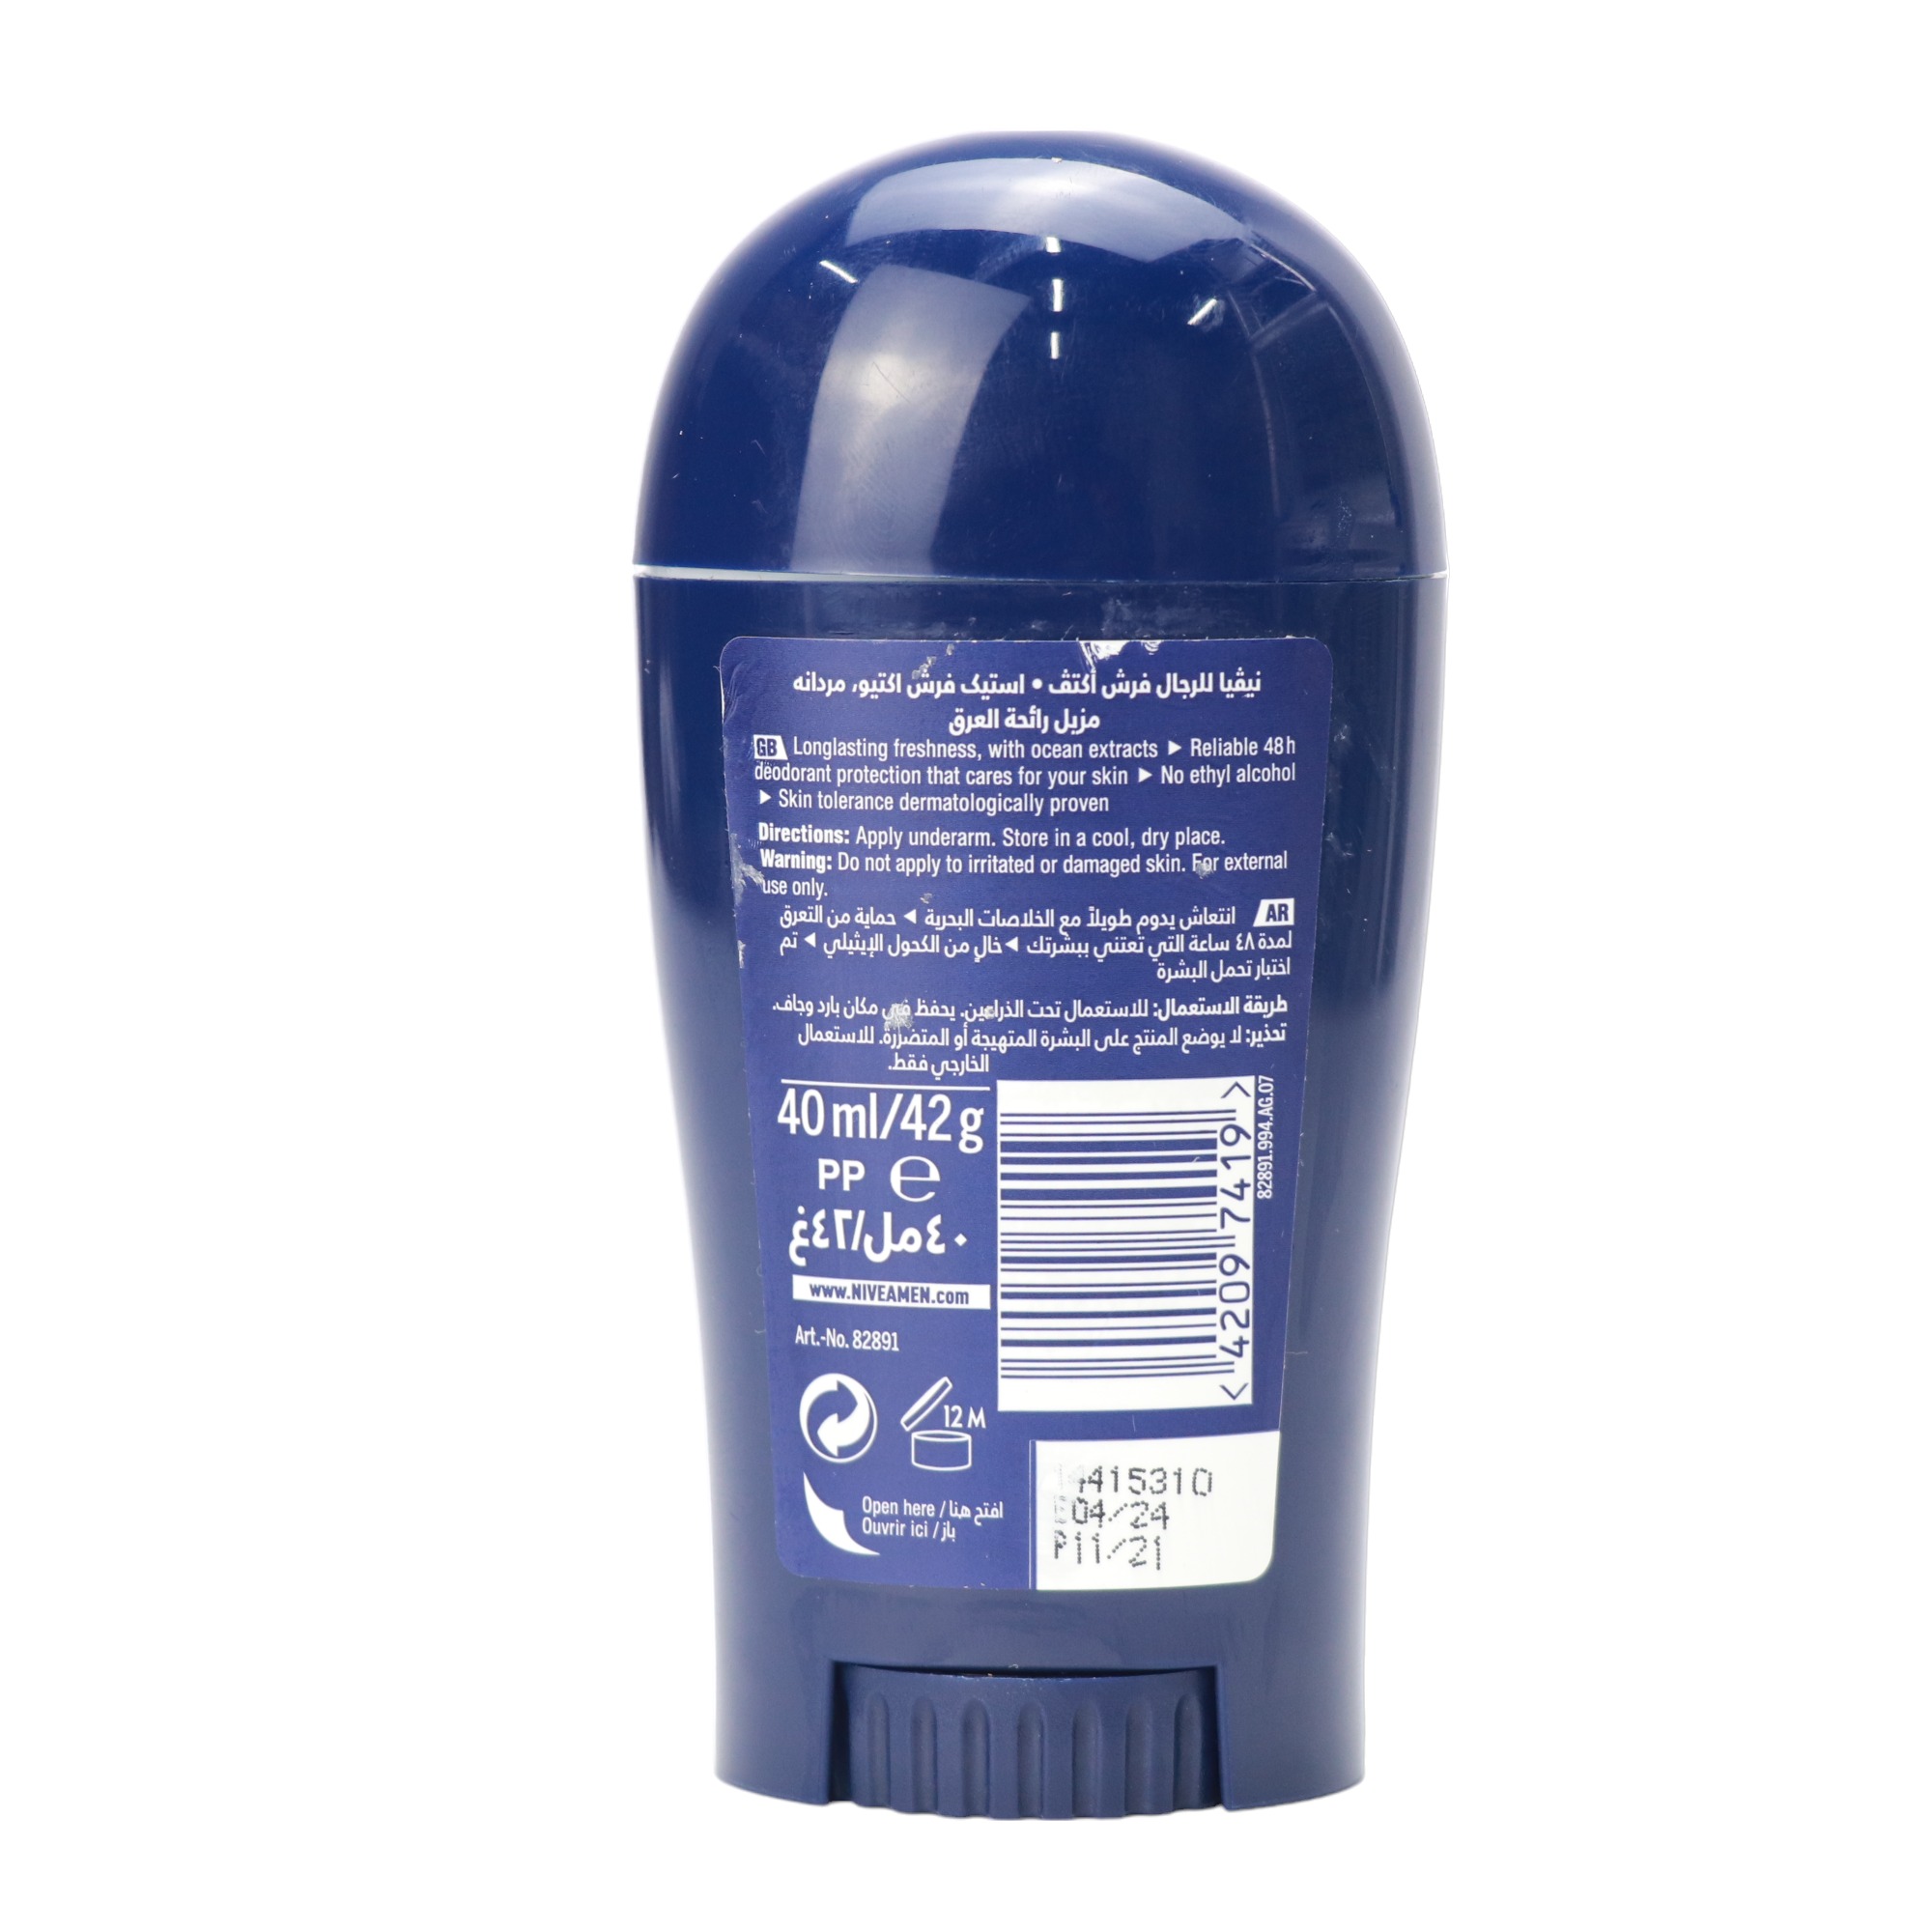 نيڤيا للرجال فرش أكتڤ • استیک فرش اکتیو، مردانه
مزيل رائحة العرق
GB Longlasting freshness, with ocean extracts ▶ Reliable 48h
deodorant protection that cares for your skin ▶ No ethyl alcohol
▶ Skin tolerance dermatologically proven
Directions: Apply underarm. Store in a cool, dry place.
Warning: Do not apply to irritated or damaged skin. For external
use only.
AR انتعاش يدوم طويلاً مع الخلاصات البحرية ◀ حماية من التعرق
لمدة ٤٨ ساعة التي تعتني ببشرتك ◀ خالٍ من الكحول الإيثيلي ◀ تم
اختبار تحمل البشرة
طريقة الاستعمال: للاستعمال تحت الذراعين. يحفظ في مكان بارد وجاف.
تحذير: لا يوضع المنتج على البشرة المتهيجة أو المتضررة. للاستعمال
الخارجي فقط.
40 ml/42 g
PP ℮
٤٠مل/٤٢غ
www.NIVEAMEN.com
Art.-No. 82891
12 M
Open here / افتح هنا
Ouvrir ici / باز
< 4209 7419 >
82891.994.AG.07
14415310
E04/24
P11/21